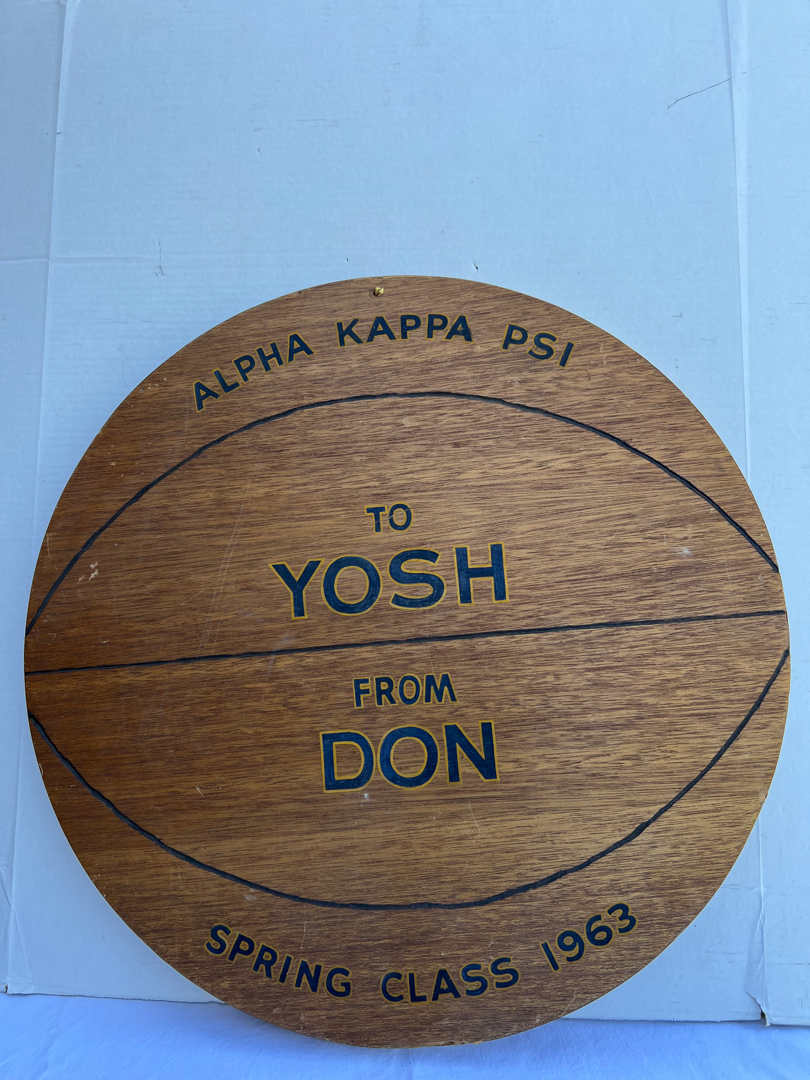 ALPHA KAPPA PSI
TO
YOSH
FROM
DON
SPRING CLASS 1963